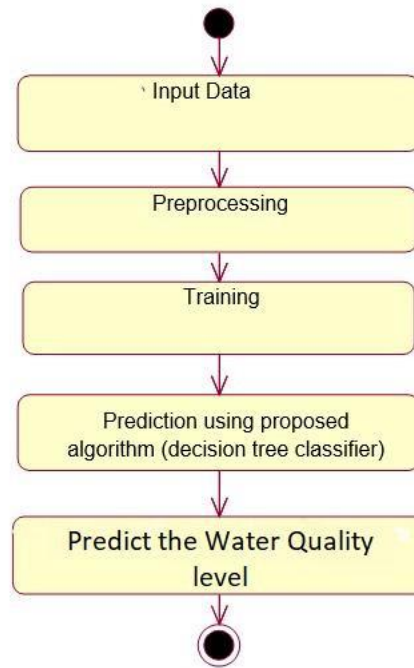 Input Data
Preprocessing
Training
Prediction using proposed
algorithm (decision tree classifier)
Predict the Water Quality
level